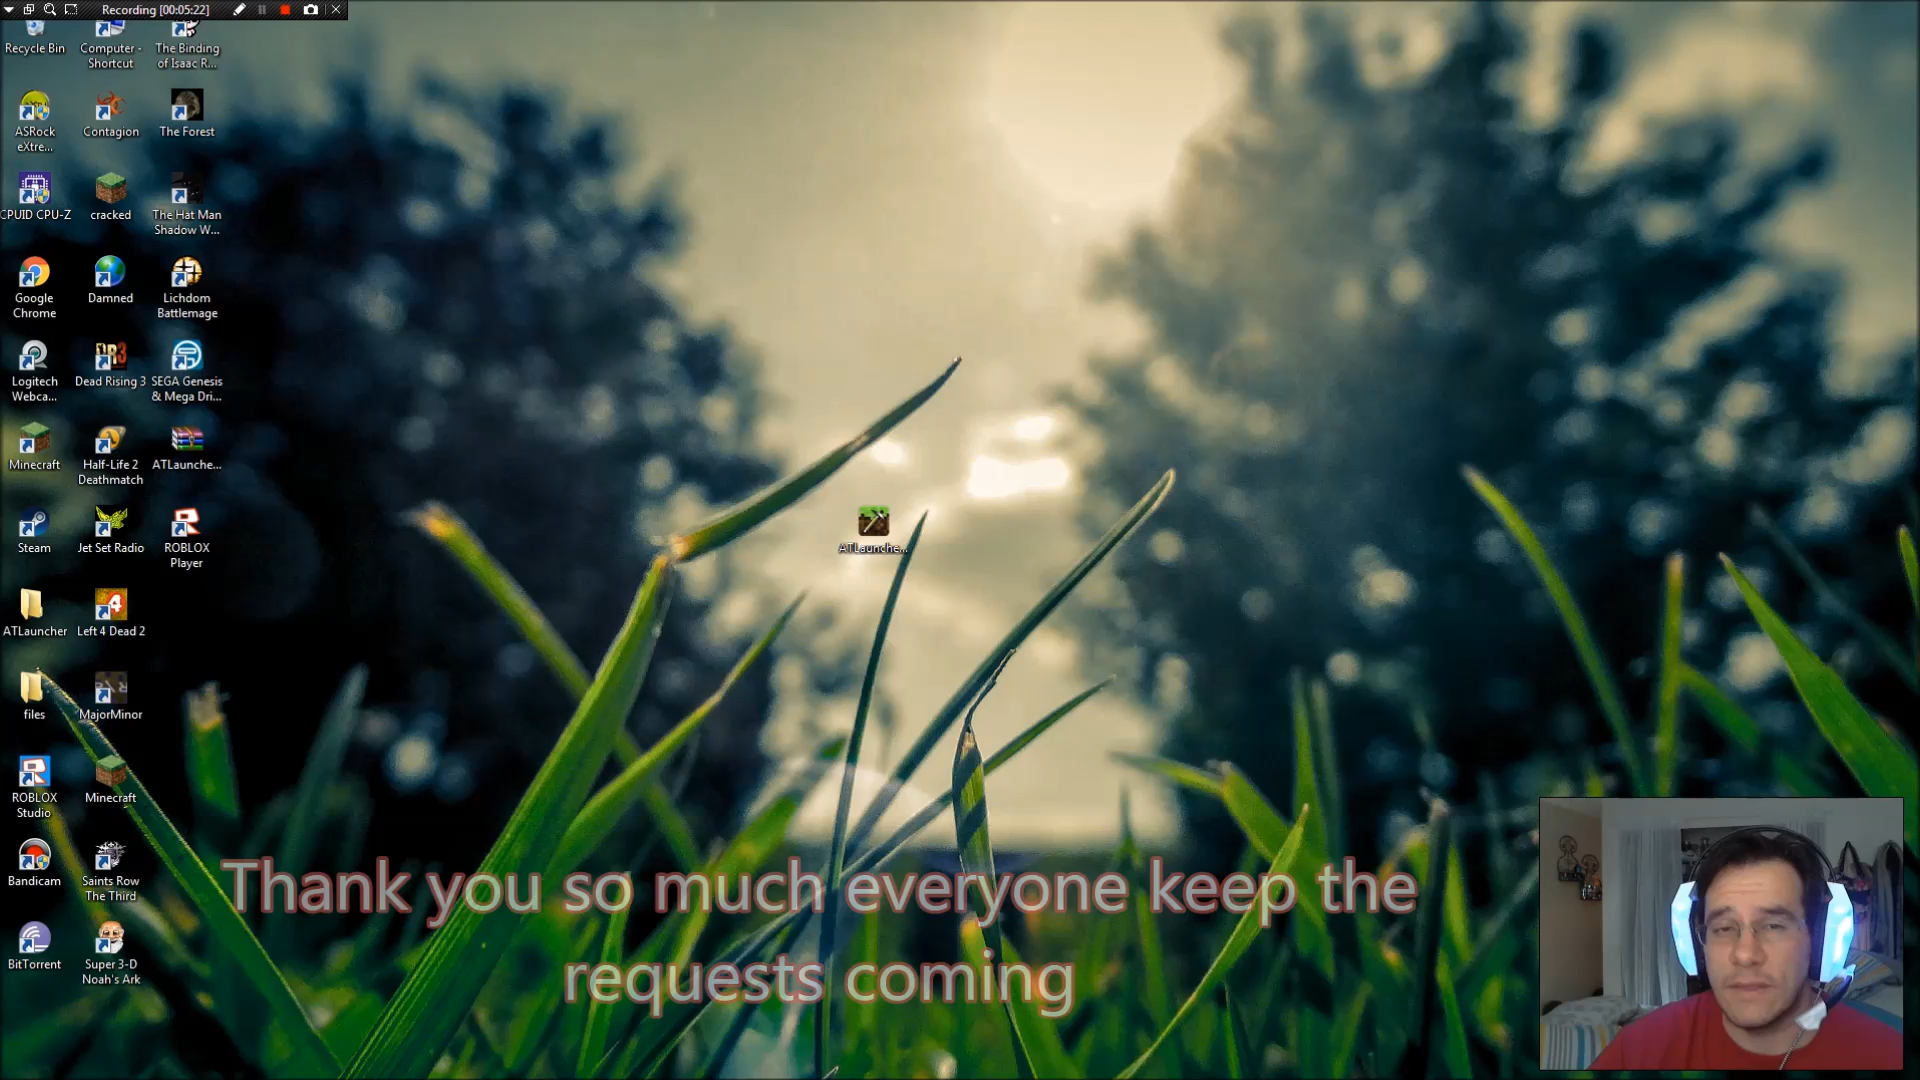 Recording [00:05:22]
Recycle Bin
Computer -
Shortcut
The Binding
of Isaac R...
ASRock
eXtre...
Contagion
The Forest
CPUID CPU-Z
cracked
The Hat Man
Shadow W...
Google
Chrome
Damned
Lichdom
Battlemage
Logitech
Webca...
Dead Rising 3
SEGA Genesis
& Mega Dri...
Minecraft
Half-Life 2
Deathmatch
ATLaunche...
Steam
Jet Set Radio
ROBLOX
Player
ATLaunche...
ATLauncher
Left 4 Dead 2
files
MajorMinor
ROBLOX
Studio
Minecraft
Bandicam
Saints Row
The Third
BitTorrent
Super 3-D
Noah's Ark
Thank you so much everyone keep the
requests coming